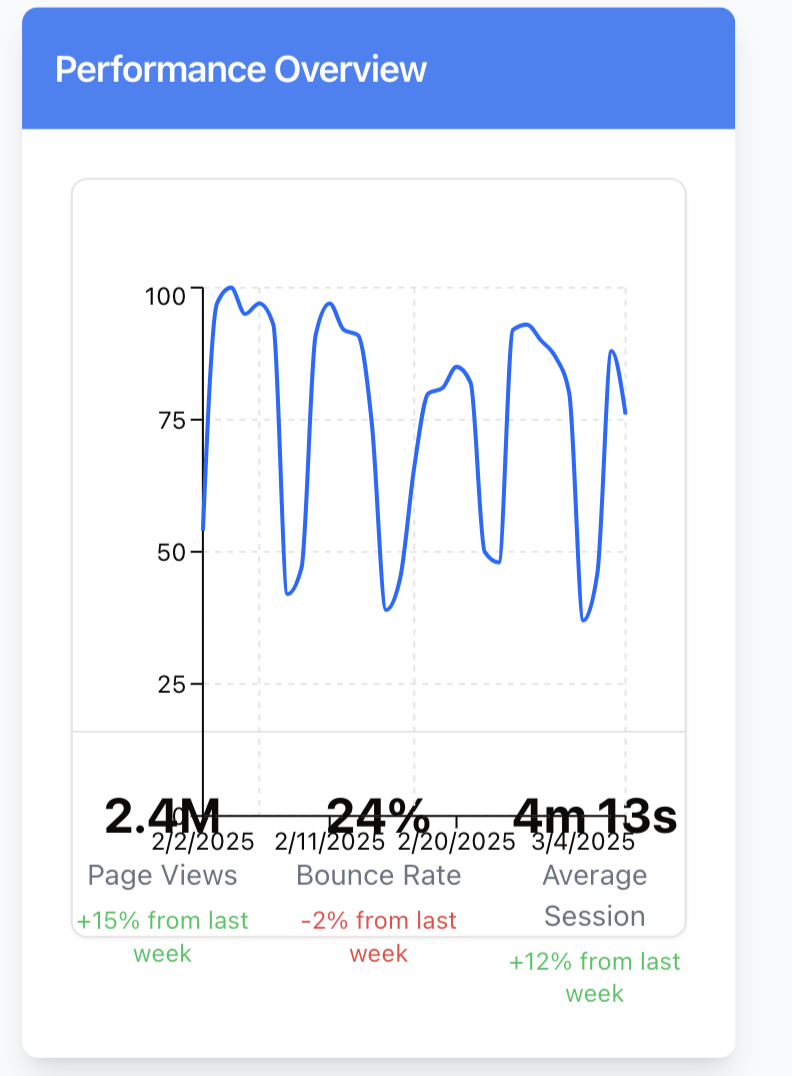 Performance Overview
100
75
50
25
0
2.4M 24% 4m 13s
2/2/2025 2/11/2025 2/20/2025 3/4/2025
Page Views Bounce Rate Average
Session
+15% from last
week
-2% from last
week
+12% from last
week